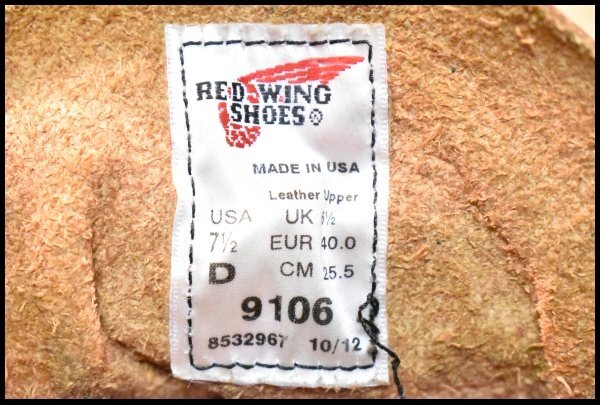 RED WING
SHOES®
MADE IN USA
Leather Upper
USA UK 6½
7½ EUR 40.0
D CM 25.5
9106
8532967 10/12